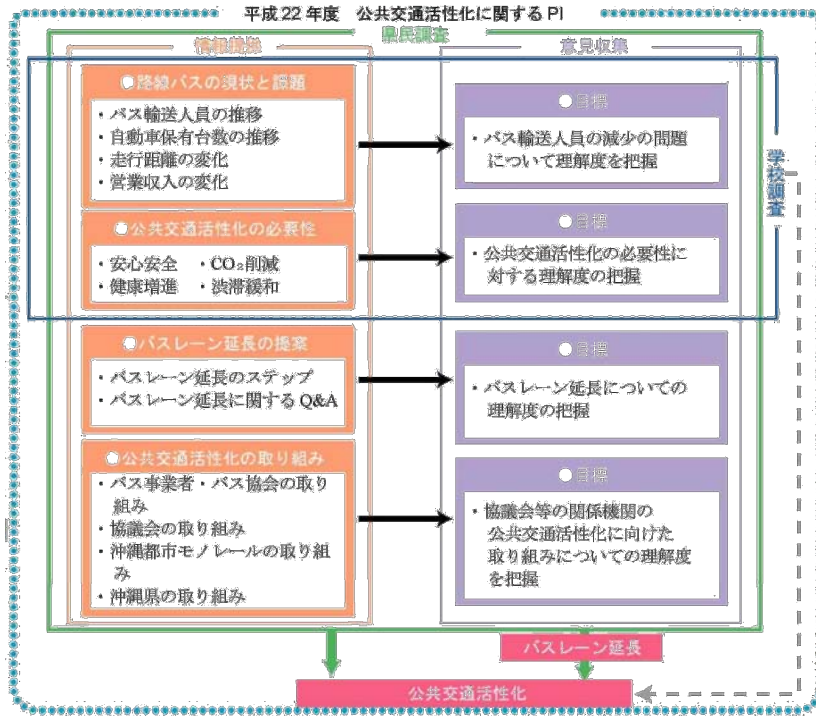 平成22年度 公共交通活性化に関するPI
県民調査
情報提供
意見収集
●路線バスの現状と課題
・バス輸送人員の推移
・自動車保有台数の推移
・走行距離の変化
・営業収入の変化
●目標
・バス輸送人員の減少の問題
について理解度を把握
学校調査
●公共交通活性化の必要性
・安心安全 ・CO₂削減
・健康増進 ・渋滞緩和
●目標
・公共交通活性化の必要性に
対する理解度の把握
●バスレーン延長の提案
・バスレーン延長のステップ
・バスレーン延長に関するQ&A
●目標
・バスレーン延長についての
理解度の把握
●公共交通活性化の取り組み
・バス事業者・バス協会の取り
組み
・協議会の取り組み
・沖縄都市モノレールの取り組
み
・沖縄県の取り組み
●目標
・協議会等の関係機関の
公共交通活性化に向けた
取り組みについての理解度
を把握
バスレーン延長
公共交通活性化